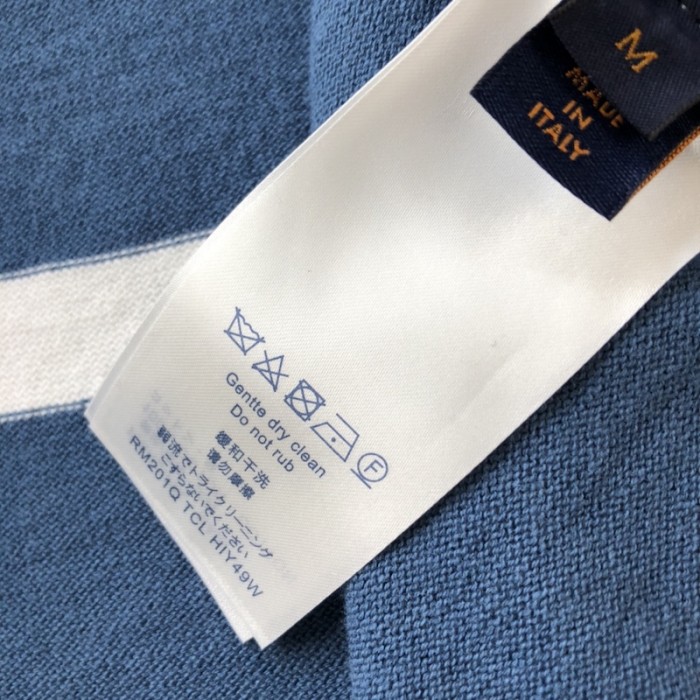 M
MADE
IN
ITALY
F
Gentte dry clean
Do not rub
缓和干洗
请勿摩擦
弱流でトライクリーニング
こすらないでください
RM201Q TCL HIY49W